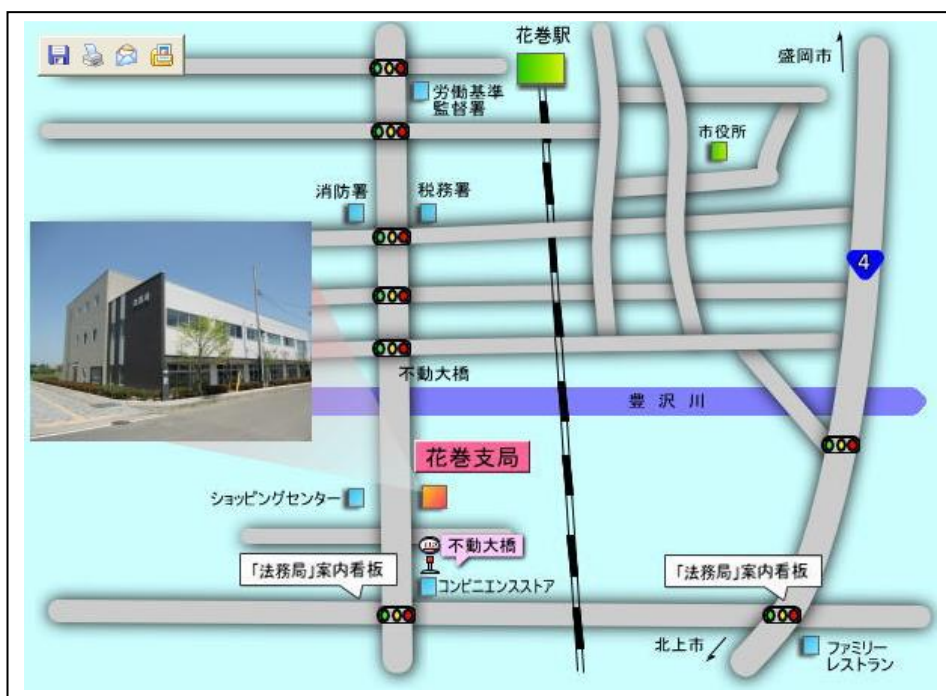 花巻駅
盛岡市
労働基準
監督署
市役所
消防署
税務署
4
不動大橋
豊沢川
花巻支局
ショッピングセンター
不動大橋
「法務局」案内看板
コンビニエンスストア
「法務局」案内看板
北上市
ファミリー
レストラン